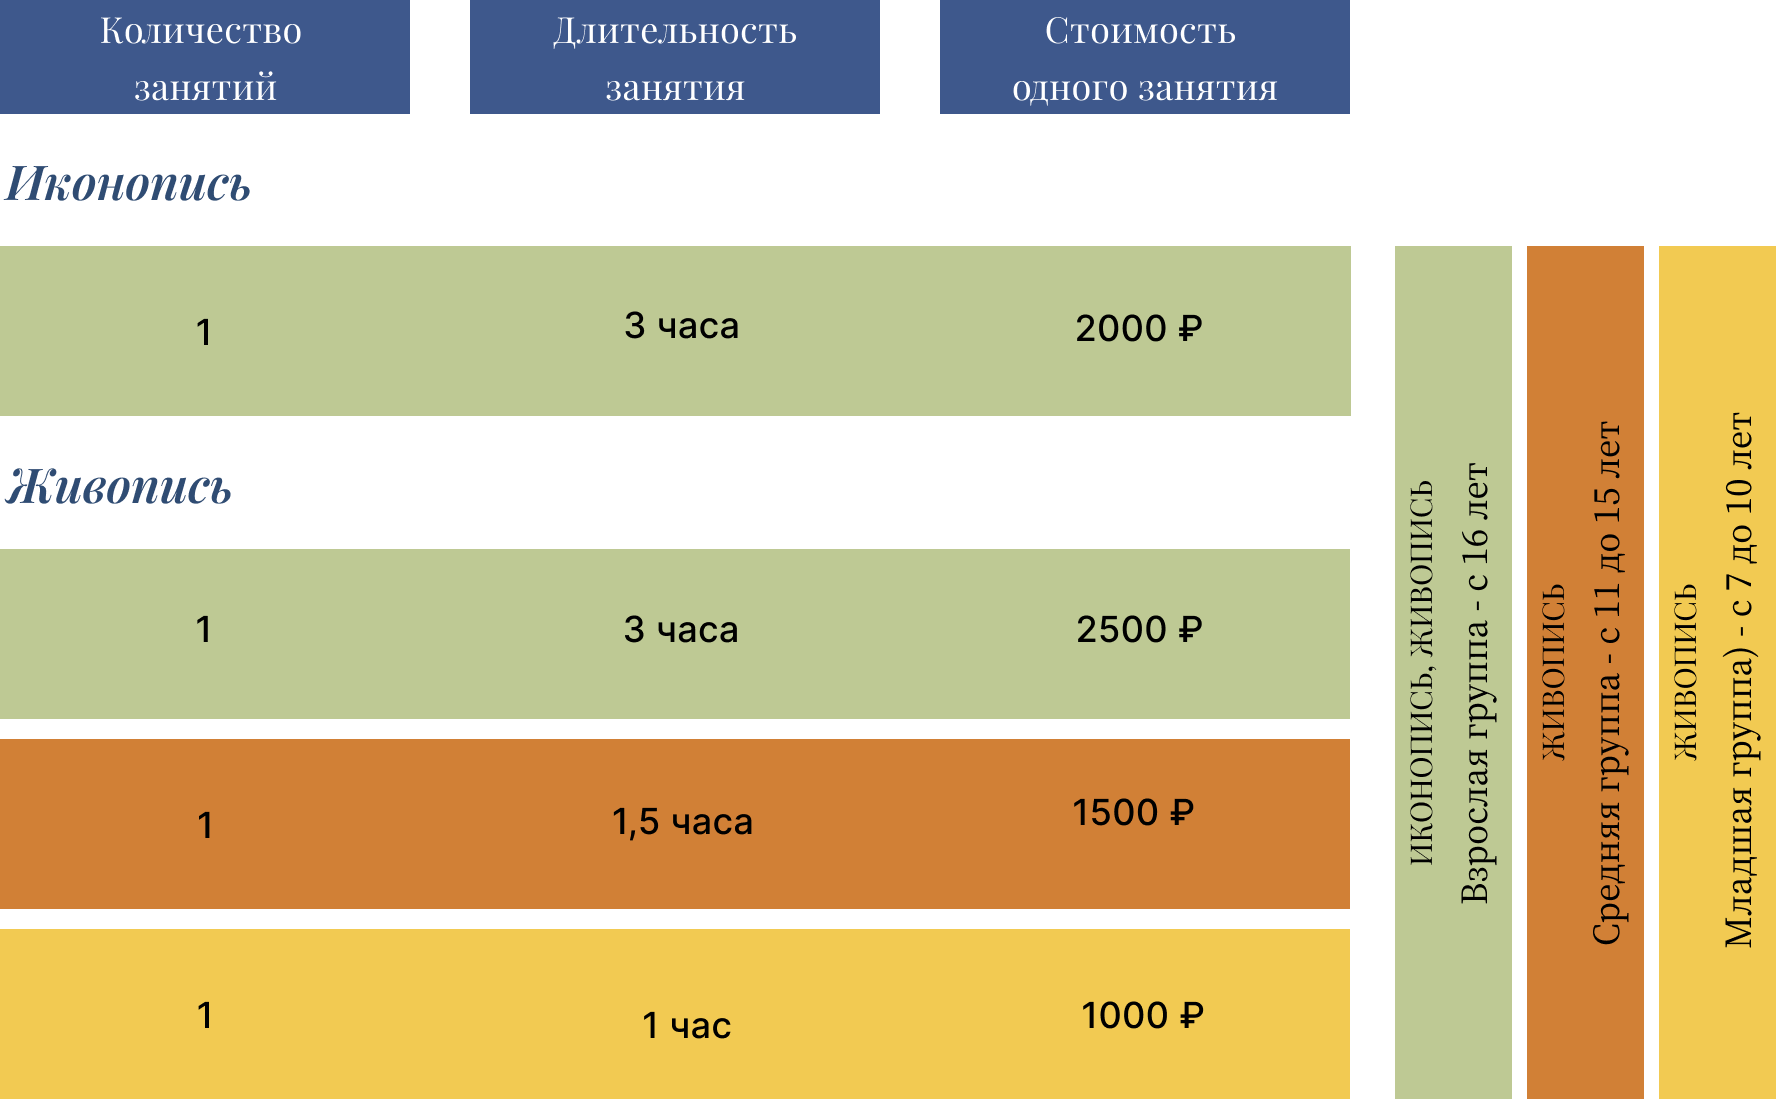 Количество
занятий
Длительность
занятия
Стоимость
одного занятия
Иконопись
1
3 часа
2000 ₽
Живопись
1
3 часа
2500 ₽
1
1,5 часа
1500 ₽
1
1 час
1000 ₽
ИКОНОПИСЬ, ЖИВОПИСЬ
Взрослая группа - с 16 лет
ЖИВОПИСЬ
Средняя группа - с 11 до 15 лет
ЖИВОПИСЬ
Младшая группа) - с 7 до 10 лет